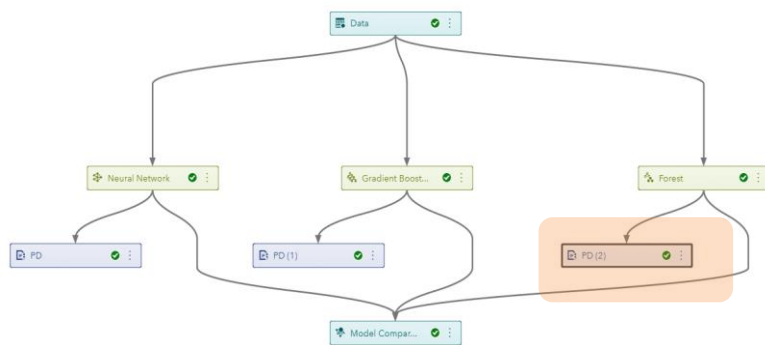 Data
Neural Network
Gradient Boost...
Forest
PD
PD (1)
PD (2)
Model Compar...